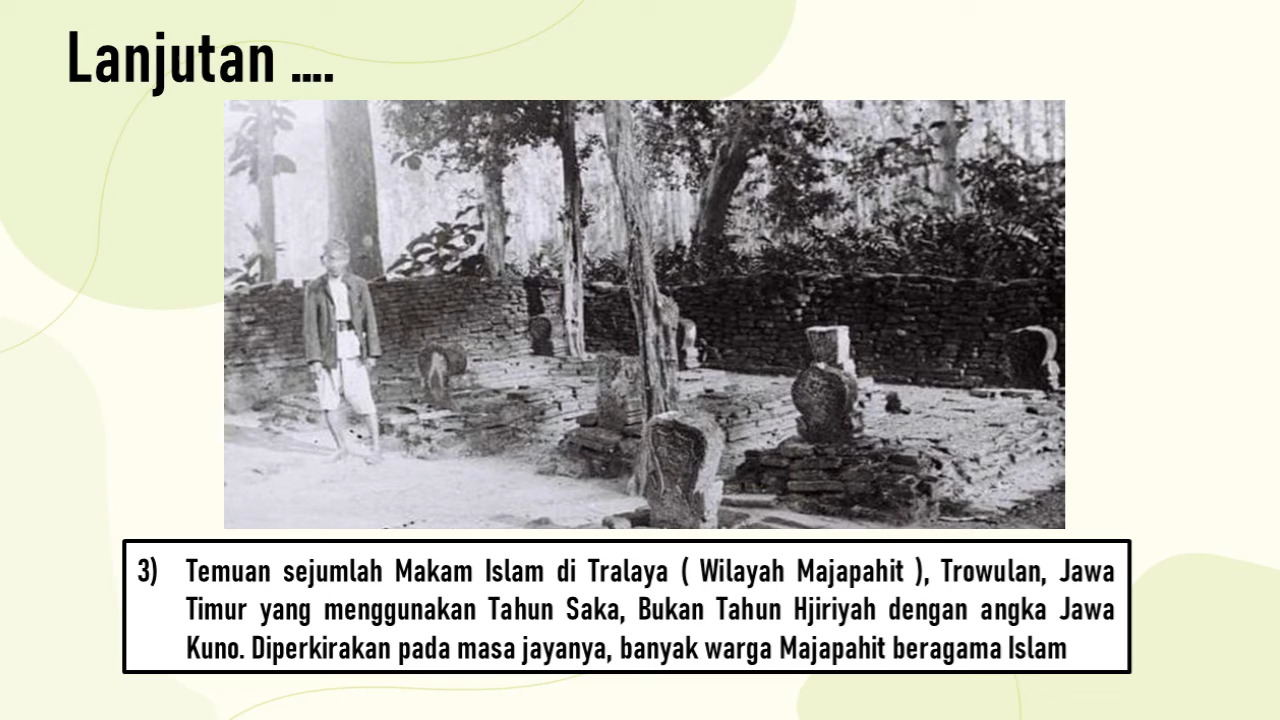 Lanjutan ....
3) Temuan sejumlah Makam Islam di Tralaya ( Wilayah Majapahit ), Trowulan, Jawa
Timur yang menggunakan Tahun Saka, Bukan Tahun Hjiriyah dengan angka Jawa
Kuno. Diperkirakan pada masa jayanya, banyak warga Majapahit beragama Islam